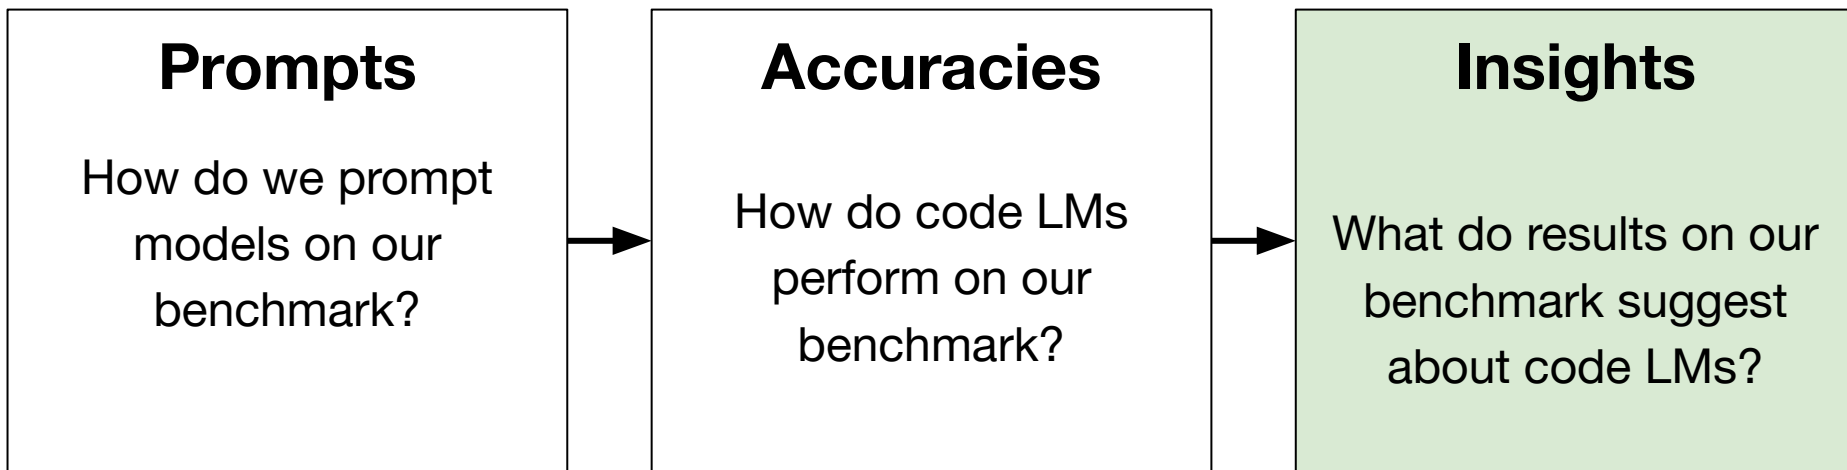 Prompts
How do we prompt
models on our
benchmark?
Accuracies
How do code LMs
perform on our
benchmark?
Insights
What do results on our
benchmark suggest
about code LMs?